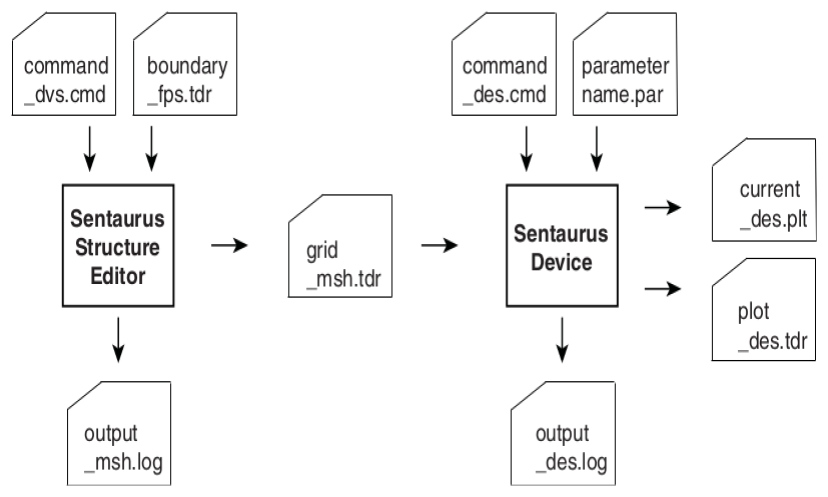 command
_dvs.cmd
boundary
_fps.tdr
command
_des.cmd
parameter
name.par
Sentaurus
Structure
Editor
grid
_msh.tdr
Sentaurus
Device
current
_des.plt
plot
_des.tdr
output
_msh.log
output
_des.log